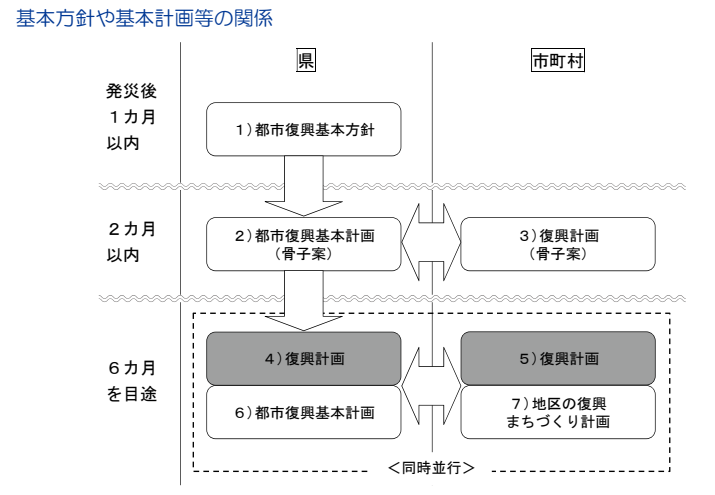 基本方針や基本計画等の関係
県
市町村
発災後
１カ月
以内
１）都市復興基本方針
２カ月
以内
２）都市復興基本計画
（骨子案）
３）復興計画
（骨子案）
６カ月
を目途
４）復興計画
５）復興計画
６）都市復興基本計画
７）地区の復興
まちづくり計画
＜同時並行＞